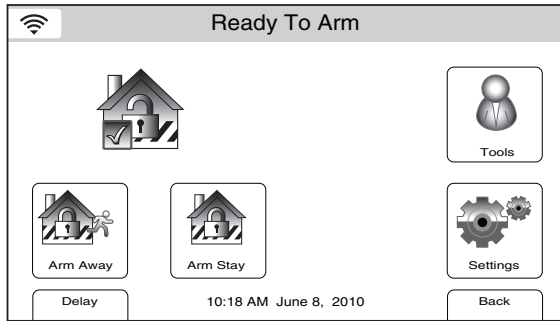 Ready To Arm
Tools
Arm Away
Arm Stay
Settings
Delay
10:18 AM June 8, 2010
Back